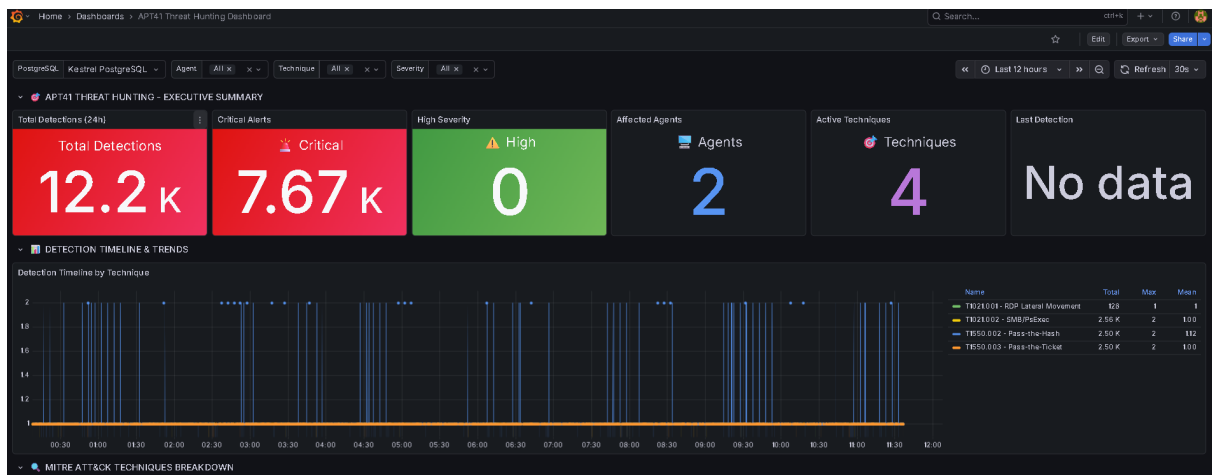 Home › Dashboards › APT41 Threat Hunting Dashboard
Search... ctrl+k
Edit Export Share
PostgreSQL Kestrel PostgreSQL Agent All × Technique All × Severity All × Last 12 hours Refresh 30s
APT41 THREAT HUNTING - EXECUTIVE SUMMARY
Total Detections (24h) Critical Alerts High Severity Affected Agents Active Techniques Last Detection
Total Detections Critical High Agents Techniques
12.2 K 7.67 K 0 2 4 No data
DETECTION TIMELINE & TRENDS
Detection Timeline by Technique
Name Total Max Mean
T1021.001 - RDP Lateral Movement 128 1 1
T1021.002 - SMB/PsExec 2.56 K 2 1.00
T1550.002 - Pass-the-Hash 2.50 K 2 1.12
T1550.003 - Pass-the-Ticket 2.50 K 2 1.00
2
1.8
1.6
1.4
1.2
1
00:30 01:00 01:30 02:00 02:30 03:00 03:30 04:00 04:30 05:00 05:30 06:00 06:30 07:00 07:30 08:00 08:30 09:00 09:30 10:00 10:30 11:00 11:30 12:00
MITRE ATT&CK TECHNIQUES BREAKDOWN